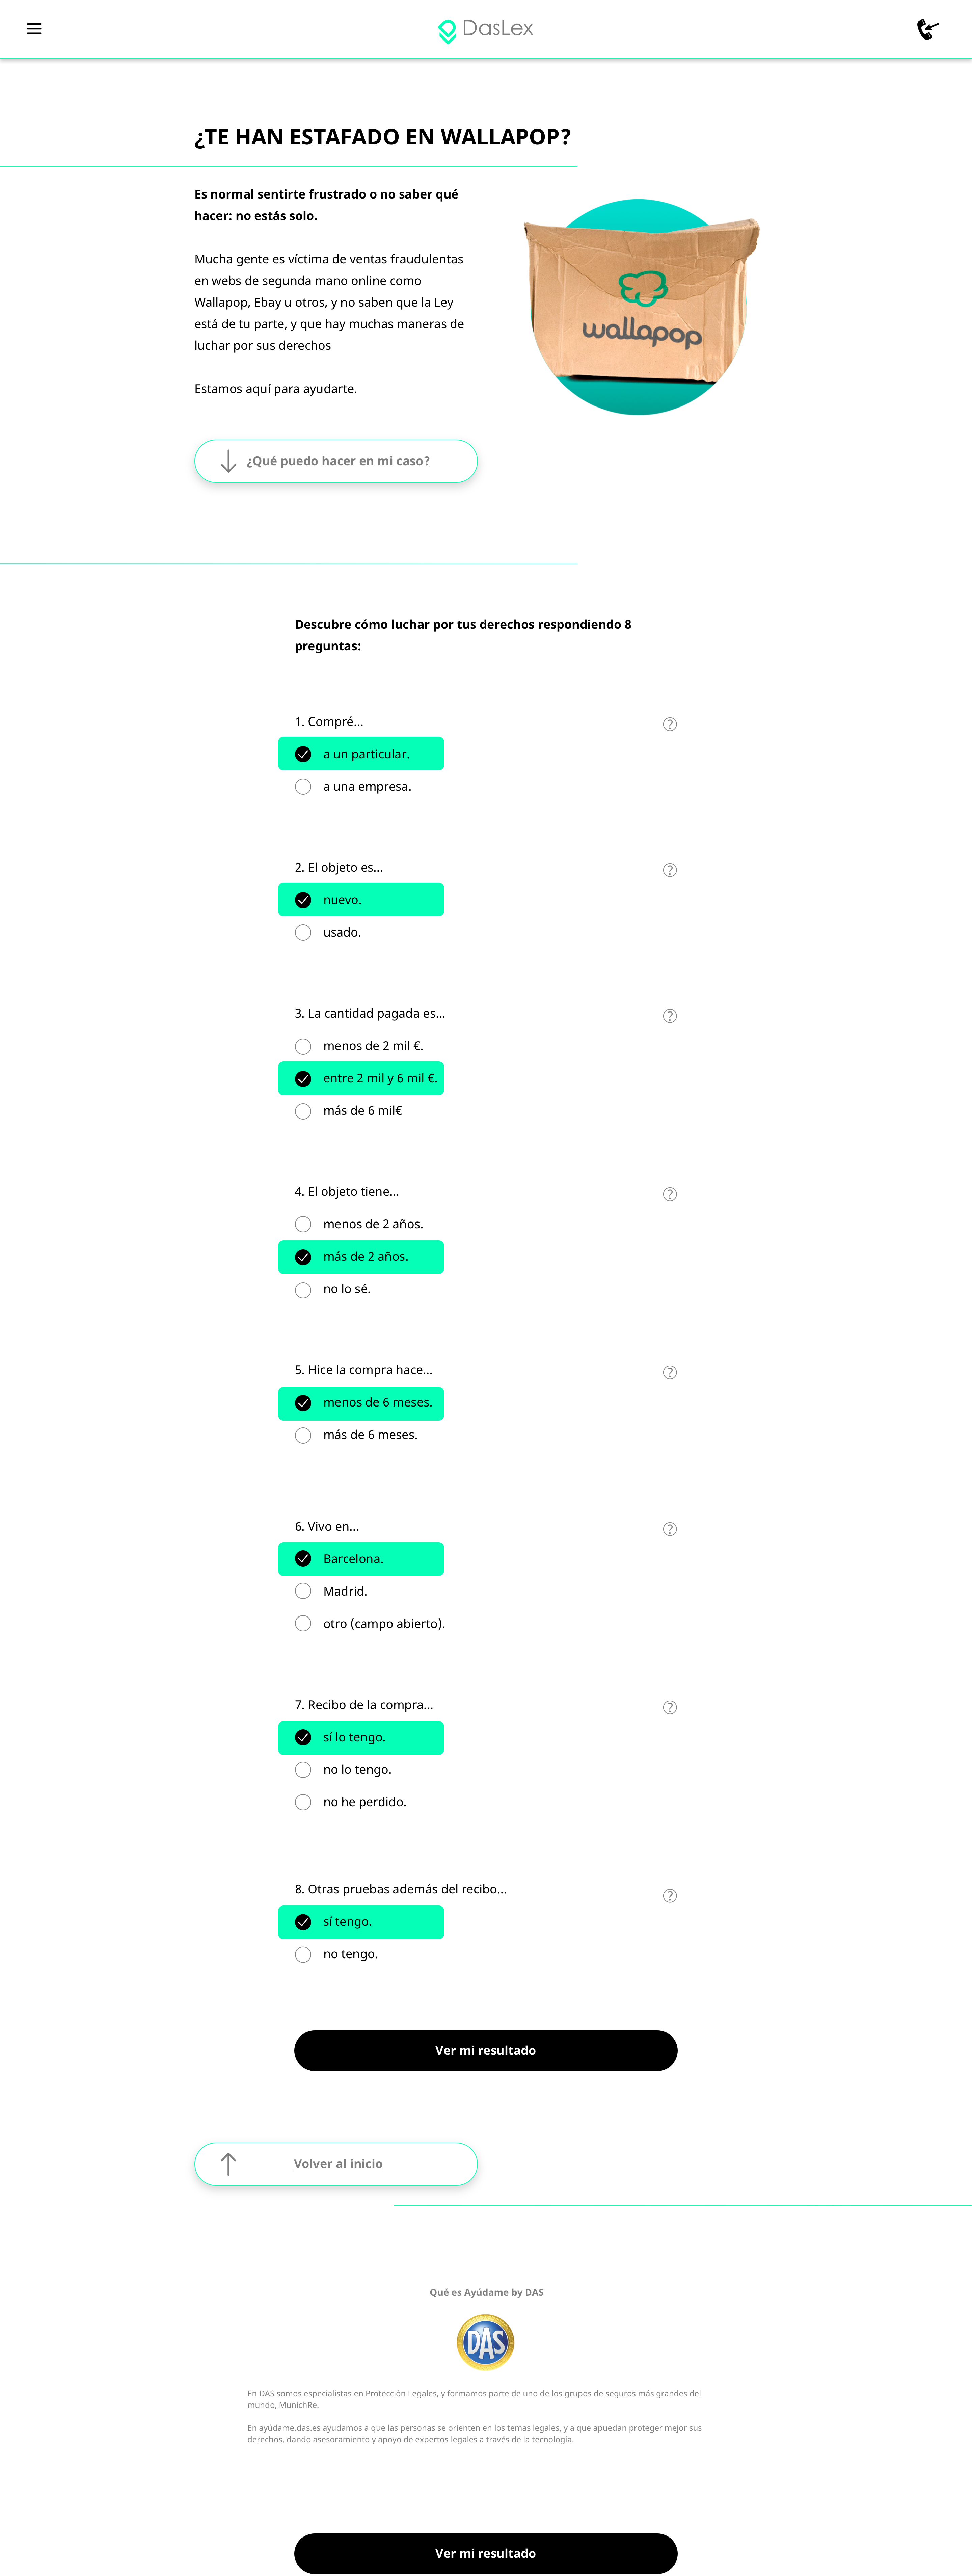 DasLex
¿TE HAN ESTAFADO EN WALLAPOP?
Es normal sentirte frustrado o no saber qué
hacer: no estás solo.
Mucha gente es víctima de ventas fraudulentas
en webs de segunda mano online como
Wallapop, Ebay u otros, y no saben que la Ley
está de tu parte, y que hay muchas maneras de
luchar por sus derechos
Estamos aquí para ayudarte.
wallapop
¿Qué puedo hacer en mi caso?
Descubre cómo luchar por tus derechos respondiendo 8
preguntas:
1. Compré...
?
a un particular.
a una empresa.
2. El objeto es...
?
nuevo.
usado.
3. La cantidad pagada es...
?
menos de 2 mil €.
entre 2 mil y 6 mil €.
más de 6 mil€
4. El objeto tiene...
?
menos de 2 años.
más de 2 años.
no lo sé.
5. Hice la compra hace...
?
menos de 6 meses.
más de 6 meses.
6. Vivo en...
?
Barcelona.
Madrid.
otro (campo abierto).
7. Recibo de la compra...
?
sí lo tengo.
no lo tengo.
no he perdido.
8. Otras pruebas además del recibo...
?
sí tengo.
no tengo.
Ver mi resultado
Volver al inicio
Qué es Ayúdame by DAS
DAS
En DAS somos especialistas en Protección Legales, y formamos parte de uno de los grupos de seguros más grandes del
mundo, MunichRe.
En ayúdame.das.es ayudamos a que las personas se orienten en los temas legales, y a que apuedan proteger mejor sus
derechos, dando asesoramiento y apoyo de expertos legales a través de la tecnología.
Ver mi resultado